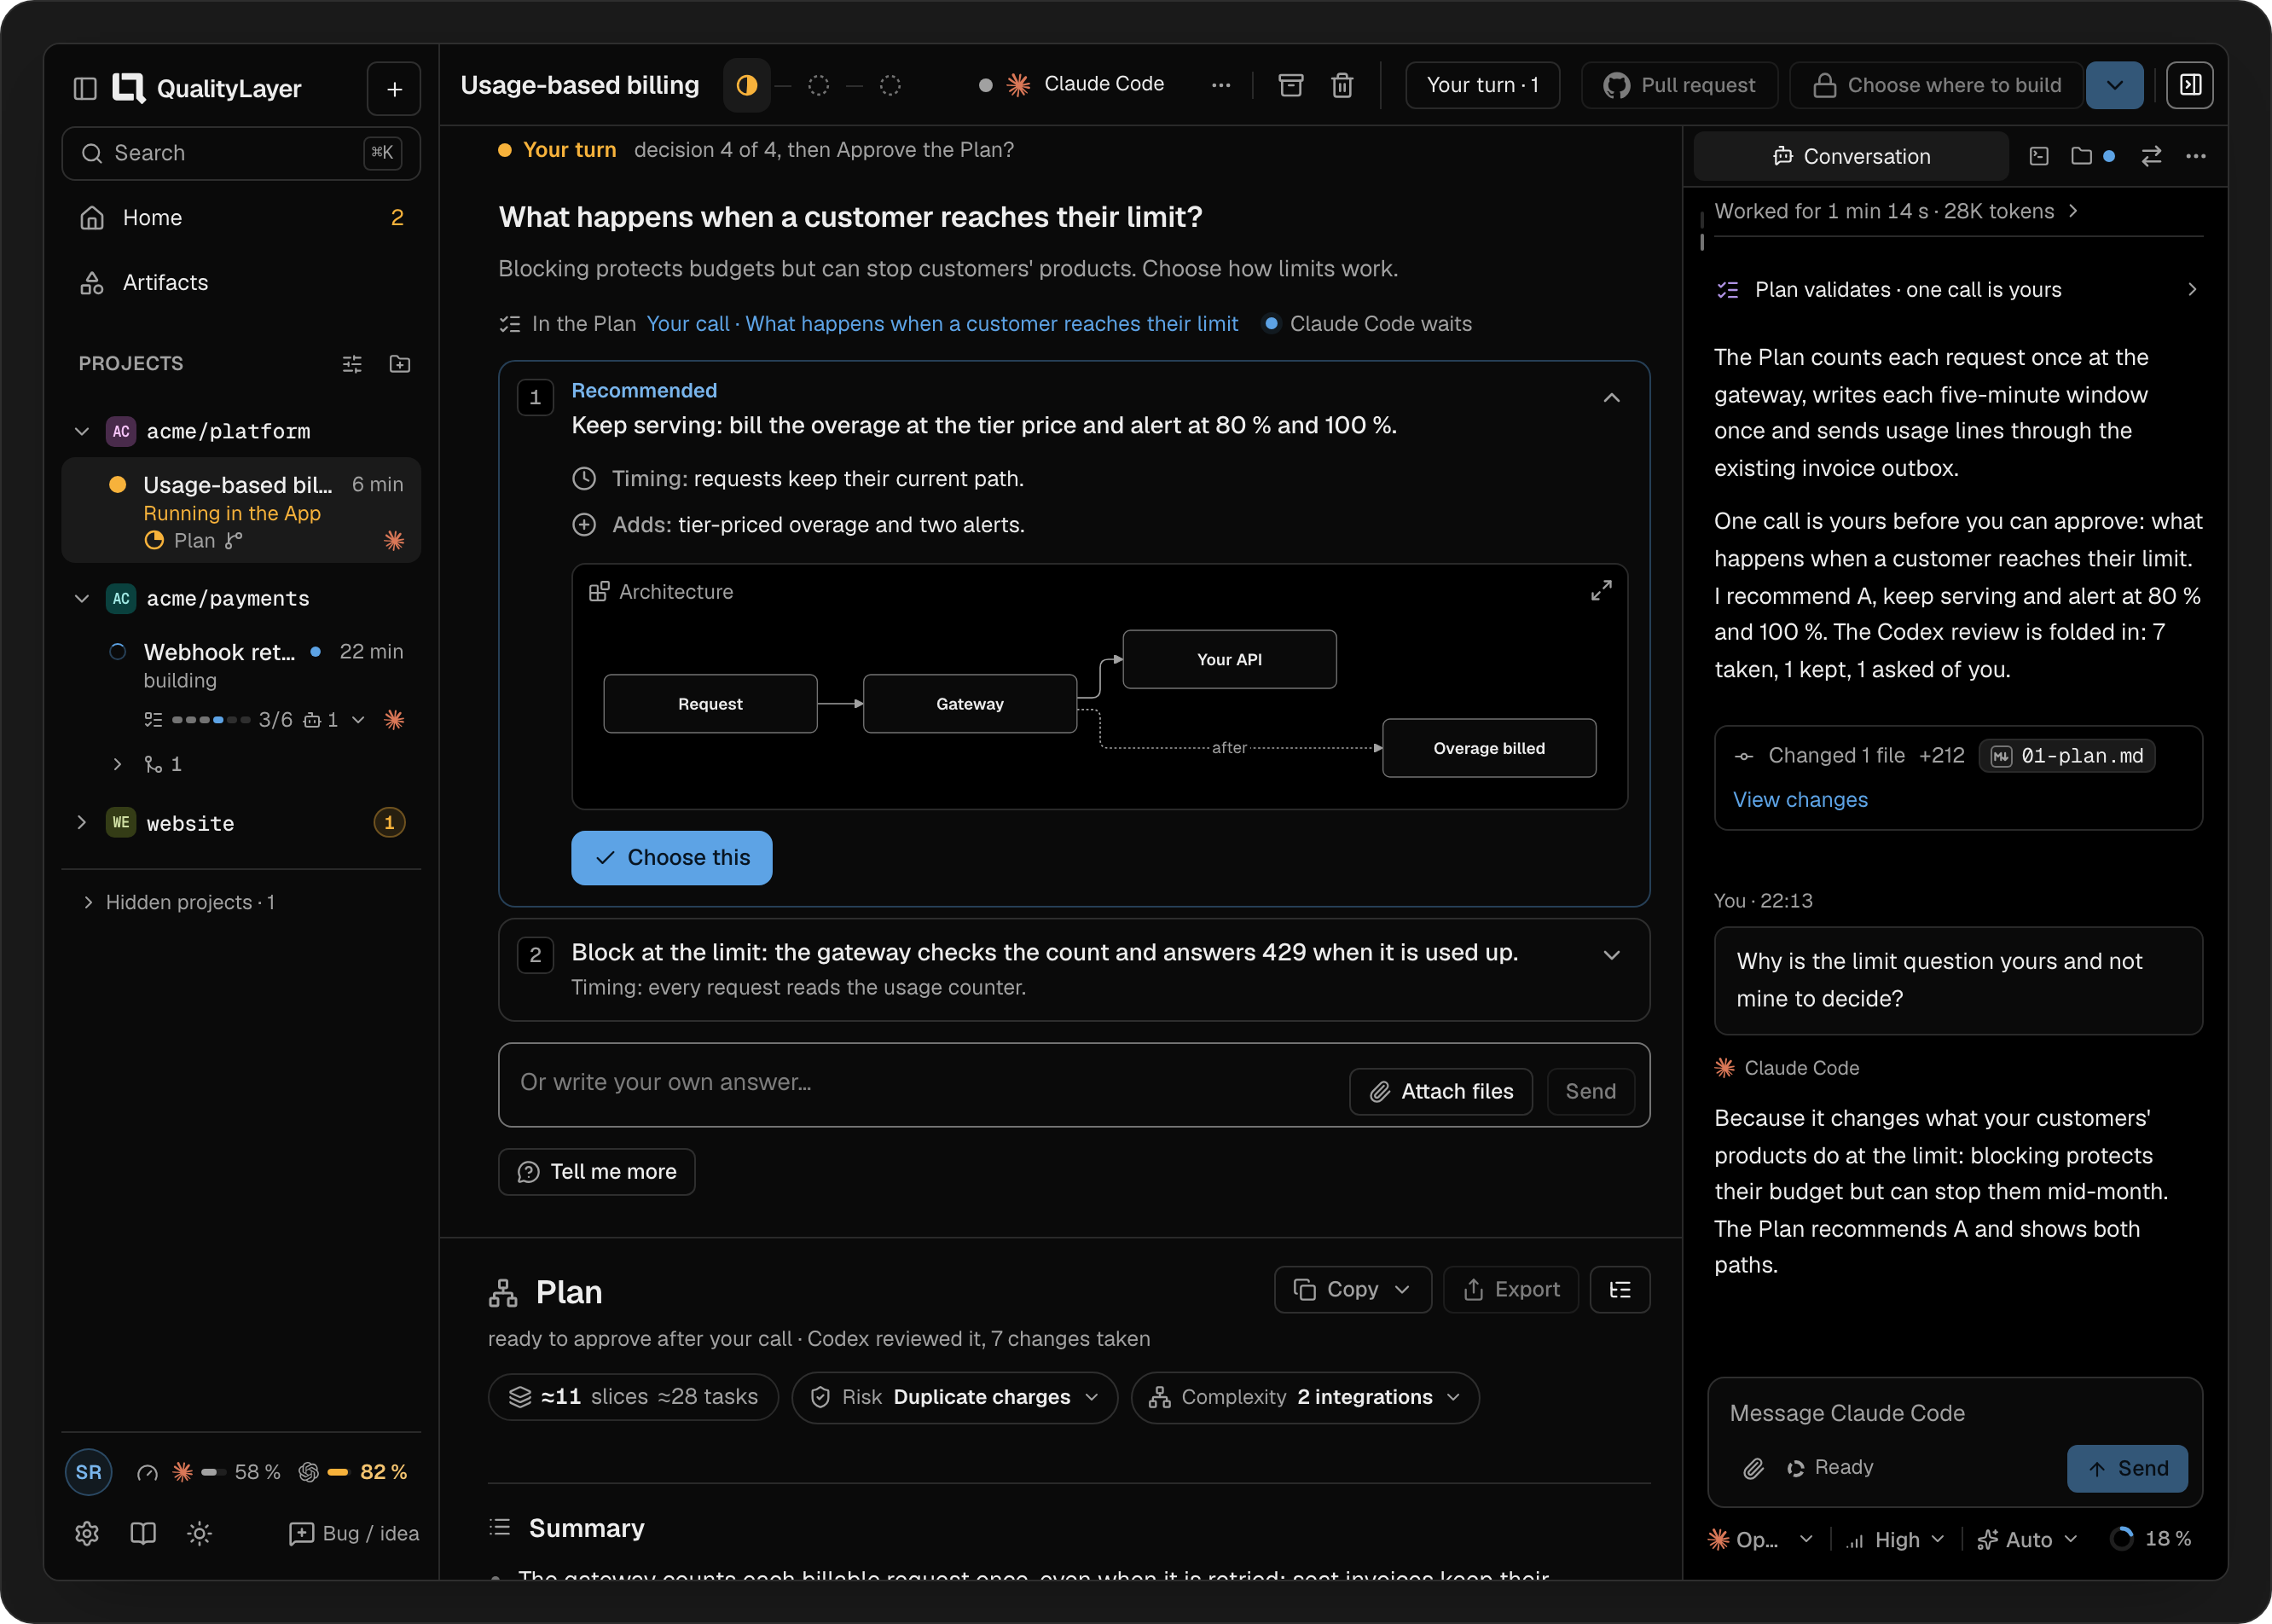 QualityLayer
+
Search
⌘K
Home
2
Artifacts
PROJECTS
AC
acme/platform
Usage-based bil...
6 min
Running in the App
Plan
AC
acme/payments
Webhook ret...
22 min
building
3/6
1
1
WE
website
1
Hidden projects · 1
SR
58 %
82 %
Bug / idea
Usage-based billing
Claude Code
Your turn · 1
Pull request
Choose where to build
Your turn
decision 4 of 4, then Approve the Plan?
What happens when a customer reaches their limit?
Blocking protects budgets but can stop customers' products. Choose how limits work.
In the Plan
Your call · What happens when a customer reaches their limit
Claude Code waits
1
Recommended
Keep serving: bill the overage at the tier price and alert at 80 % and 100 %.
Timing: requests keep their current path.
Adds: tier-priced overage and two alerts.
Architecture
Request
Gateway
Your API
after
Overage billed
Choose this
2
Block at the limit: the gateway checks the count and answers 429 when it is used up.
Timing: every request reads the usage counter.
Or write your own answer...
Attach files
Send
Tell me more
Plan
Copy
Export
ready to approve after your call · Codex reviewed it, 7 changes taken
≈11 slices ≈28 tasks
Risk Duplicate charges
Complexity 2 integrations
Summary
The gateway counts each billable request once, even when it is retried; seat invoices keep their
Conversation
Worked for 1 min 14 s · 28K tokens
Plan validates · one call is yours
The Plan counts each request once at the
gateway, writes each five-minute window
once and sends usage lines through the
existing invoice outbox.
One call is yours before you can approve: what
happens when a customer reaches their limit.
I recommend A, keep serving and alert at 80 %
and 100 %. The Codex review is folded in: 7
taken, 1 kept, 1 asked of you.
Changed 1 file +212
01-plan.md
View changes
You · 22:13
Why is the limit question yours and not
mine to decide?
Claude Code
Because it changes what your customers'
products do at the limit: blocking protects
their budget but can stop them mid-month.
The Plan recommends A and shows both
paths.
Message Claude Code
Ready
Send
Op...
High
Auto
18 %